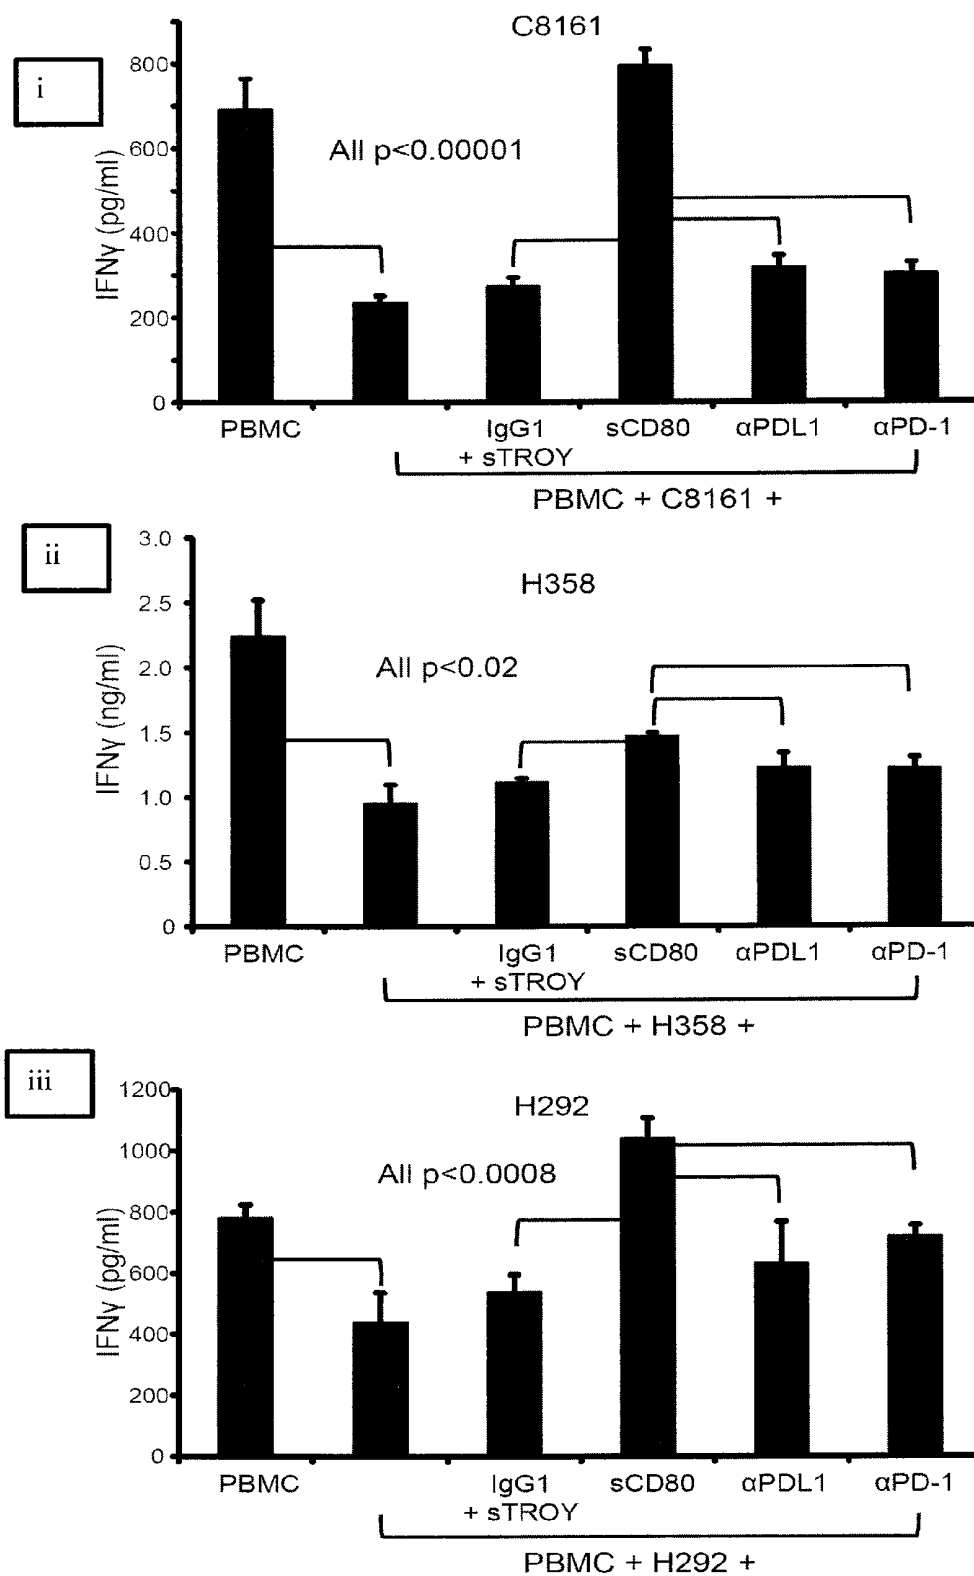 C8161
i
800
All p<0.00001
600
IFNγ (pg/ml)
400
200
0
PBMC IgG1 sCD80 αPDL1 αPD-1
+ sTROY
PBMC + C8161 +
ii
3.0
H358
2.5
All p<0.02
2.0
IFNγ (ng/ml)
1.5
1.0
0.5
0
PBMC IgG1 sCD80 αPDL1 αPD-1
+ sTROY
PBMC + H358 +
iii
1200
H292
1000
All p<0.0008
800
IFNγ (pg/ml)
600
400
200
0
PBMC IgG1 sCD80 αPDL1 αPD-1
+ sTROY
PBMC + H292 +